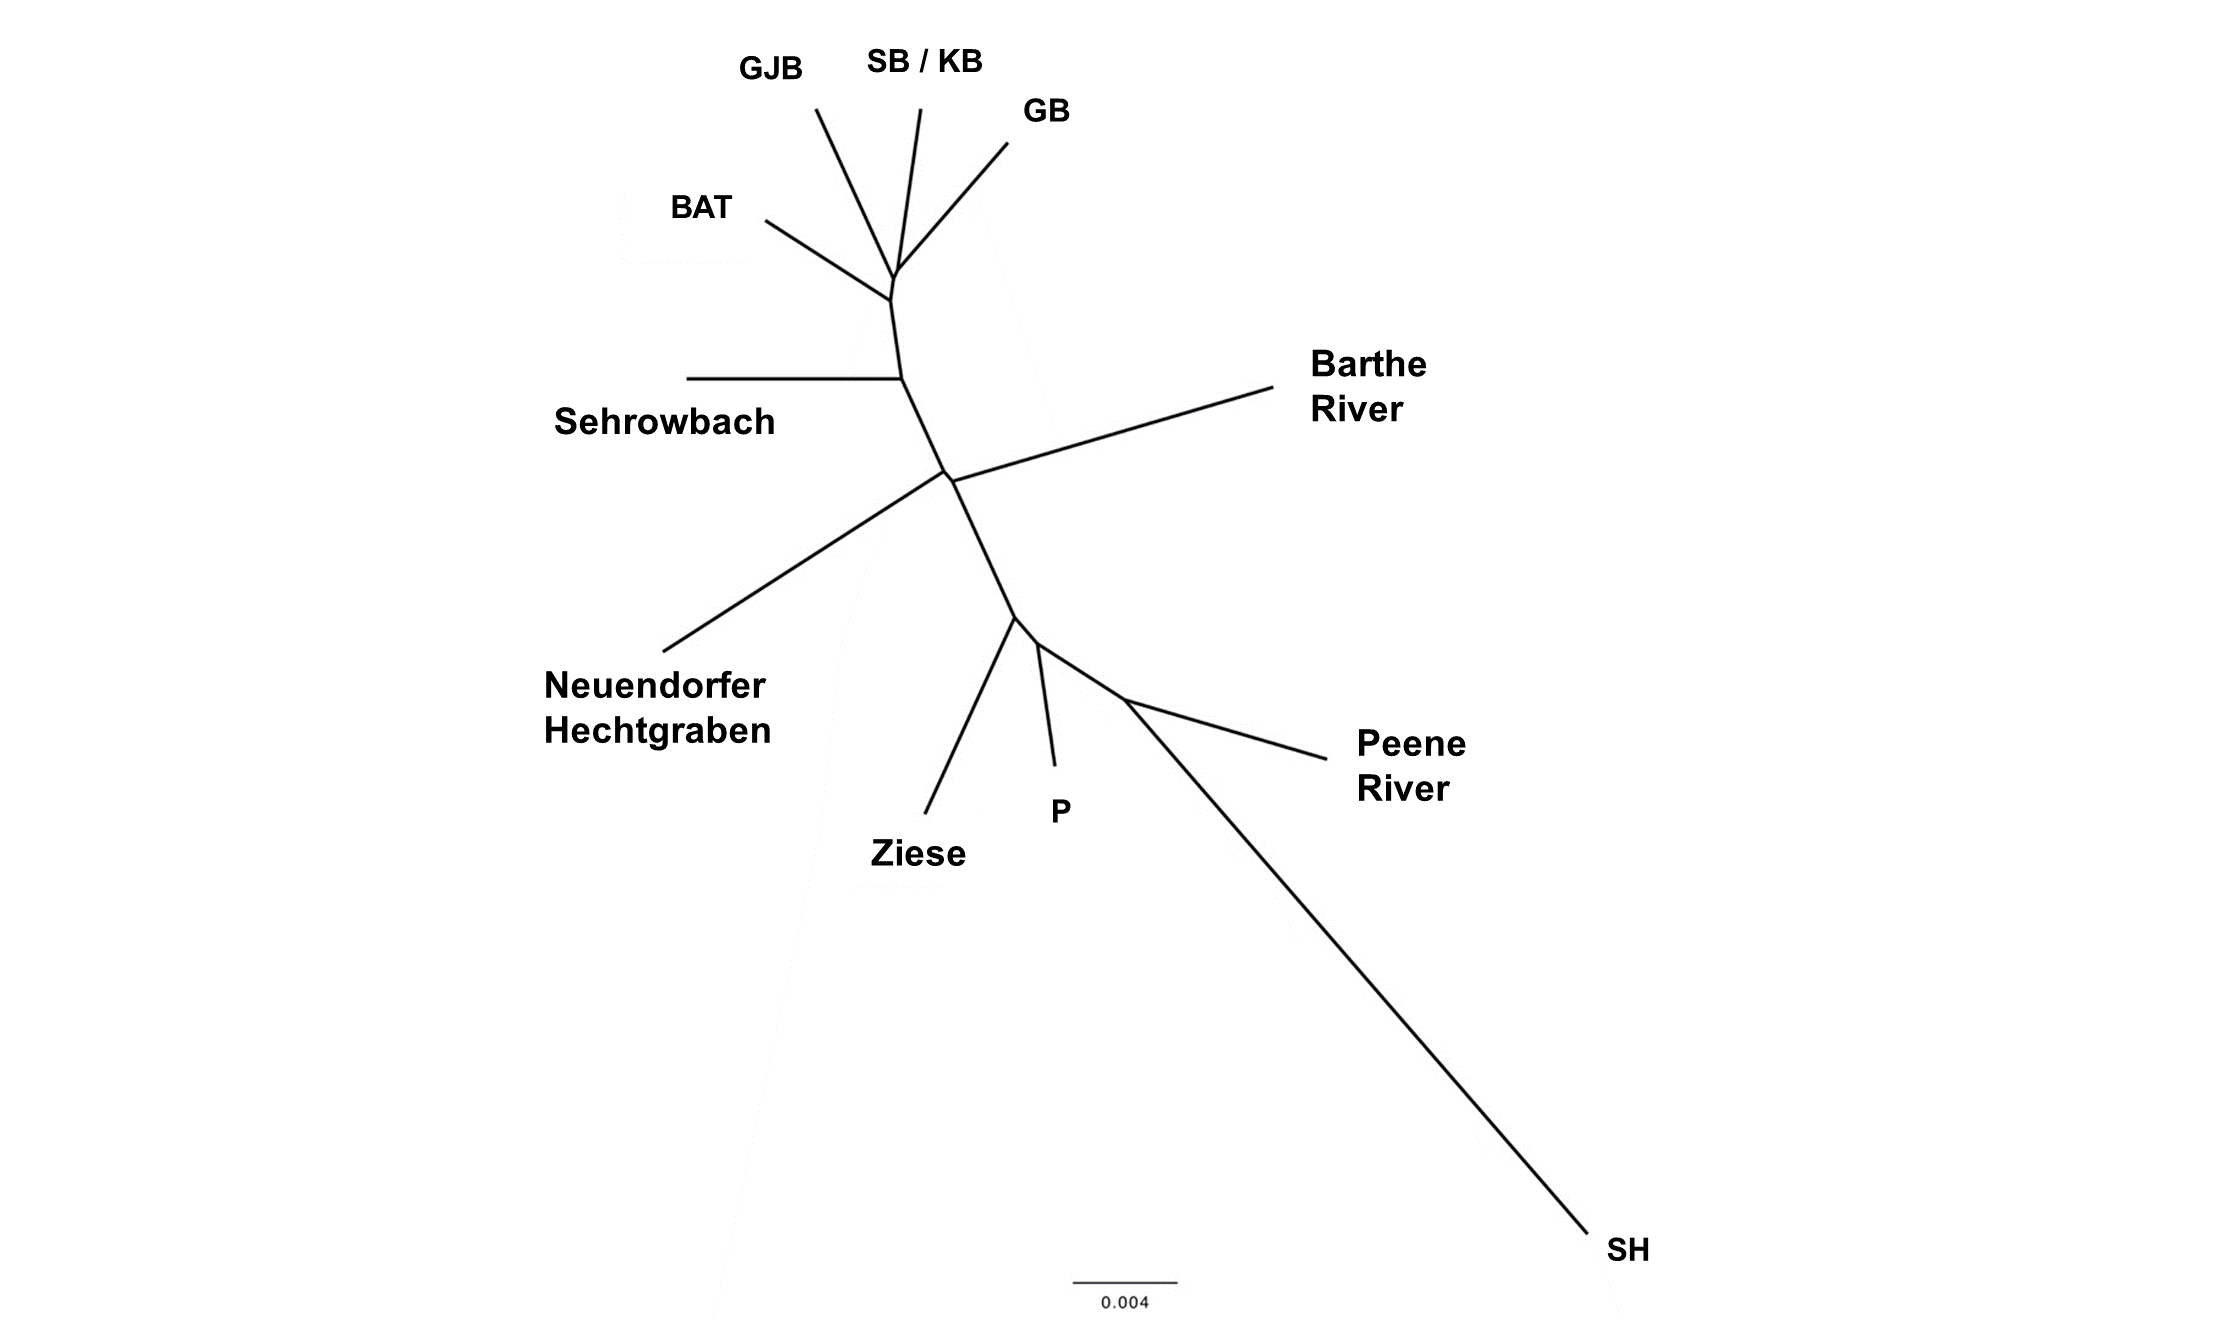 GJB
SB / KB
GB
BAT
Barthe
River
Sehrowbach
Neuendorfer
Hechtgraben
Peene
River
P
Ziese
SH
0.004